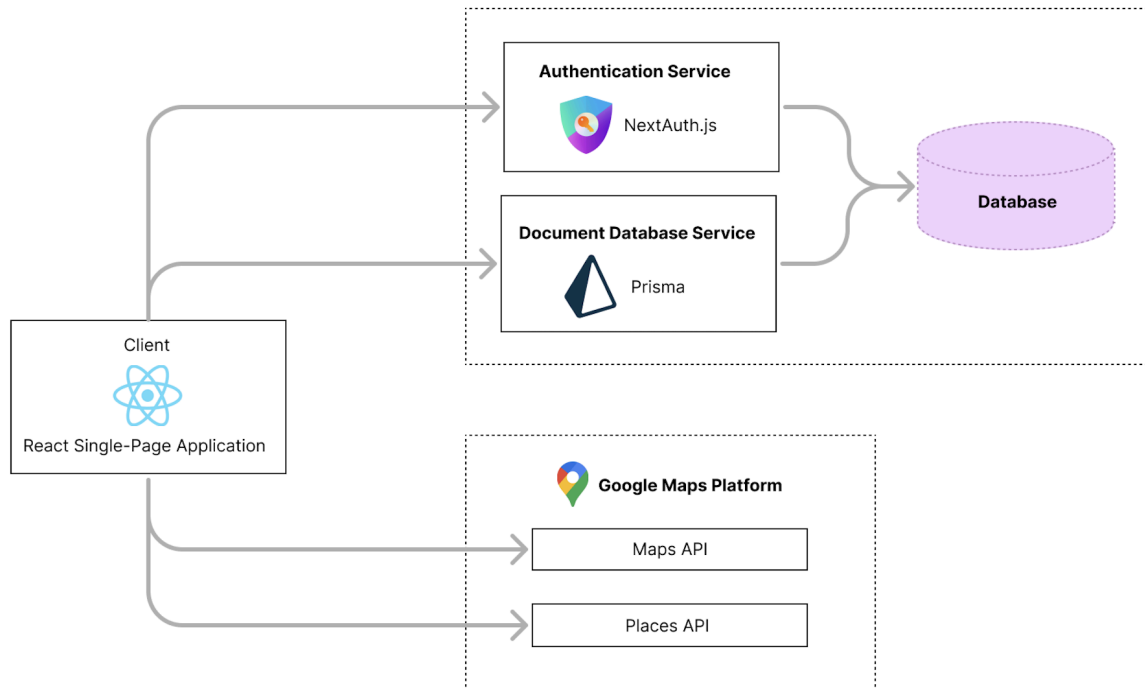 Authentication Service
NextAuth.js
Database
Document Database Service
Prisma
Client
React Single-Page Application
Google Maps Platform
Maps API
Places API